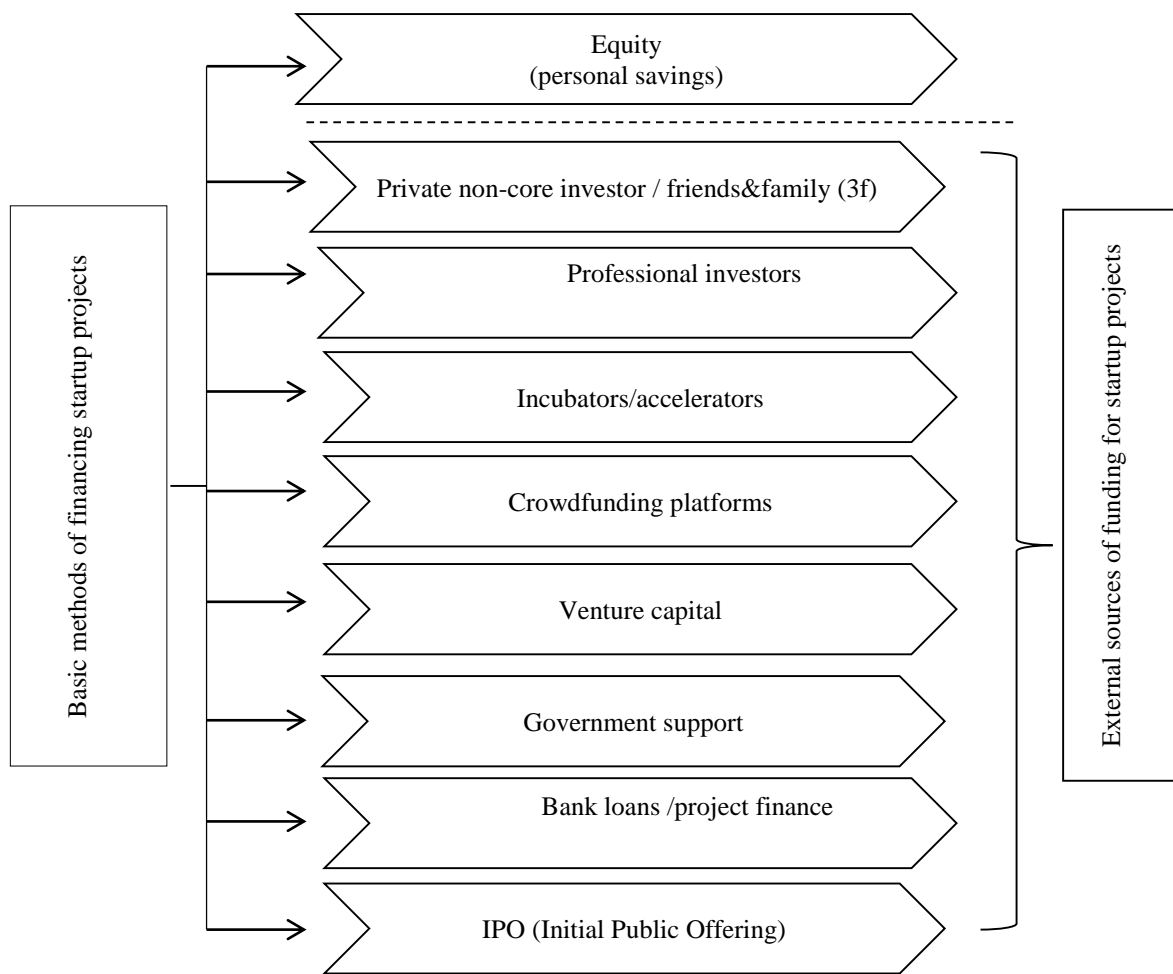 Basic methods of financing startup projects
Equity
(personal savings)
Private non-core investor / friends&family (3f)
Professional investors
Incubators/accelerators
Crowdfunding platforms
Venture capital
Government support
Bank loans /project finance
IPO (Initial Public Offering)
External sources of funding for startup projects